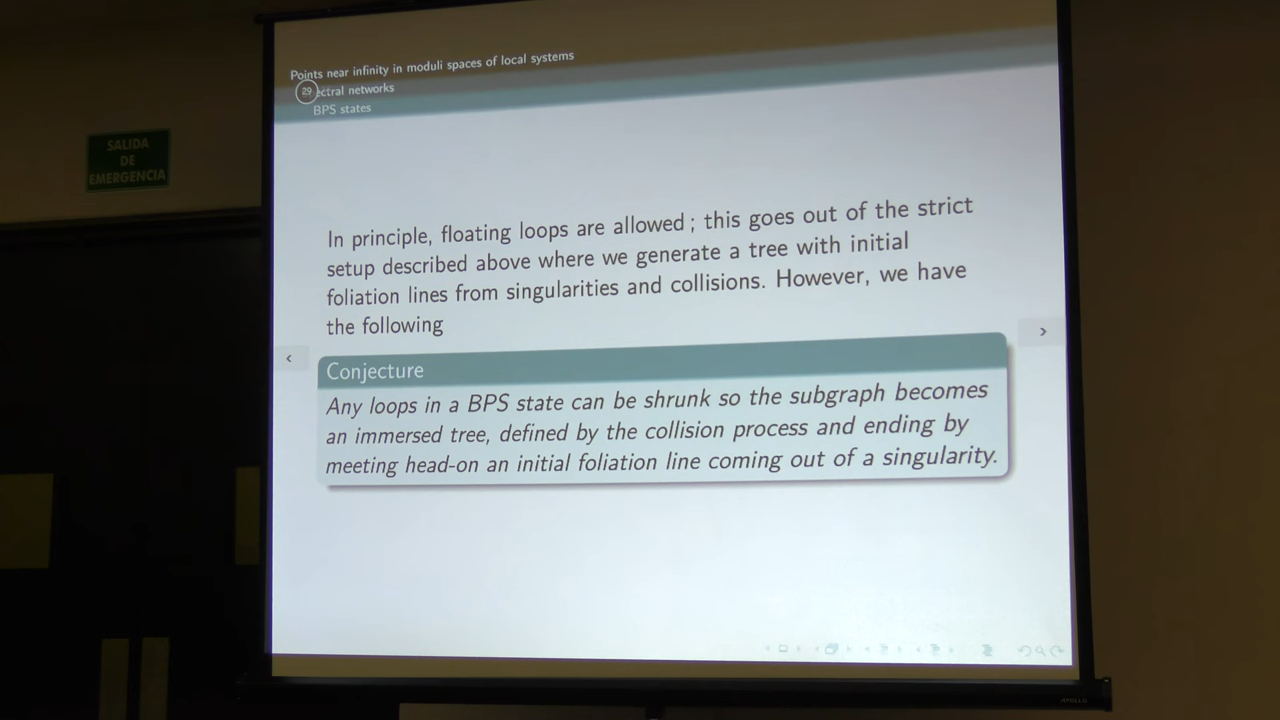 Points near infinity in moduli spaces of local systems
29 ectral networks
BPS states
SALIDA
DE
EMERGENCIA
In principle, floating loops are allowed ; this goes out of the strict
setup described above where we generate a tree with initial
foliation lines from singularities and collisions. However, we have
the following
Conjecture
Any loops in a BPS state can be shrunk so the subgraph becomes
an immersed tree, defined by the collision process and ending by
meeting head-on an initial foliation line coming out of a singularity.
APOLLO